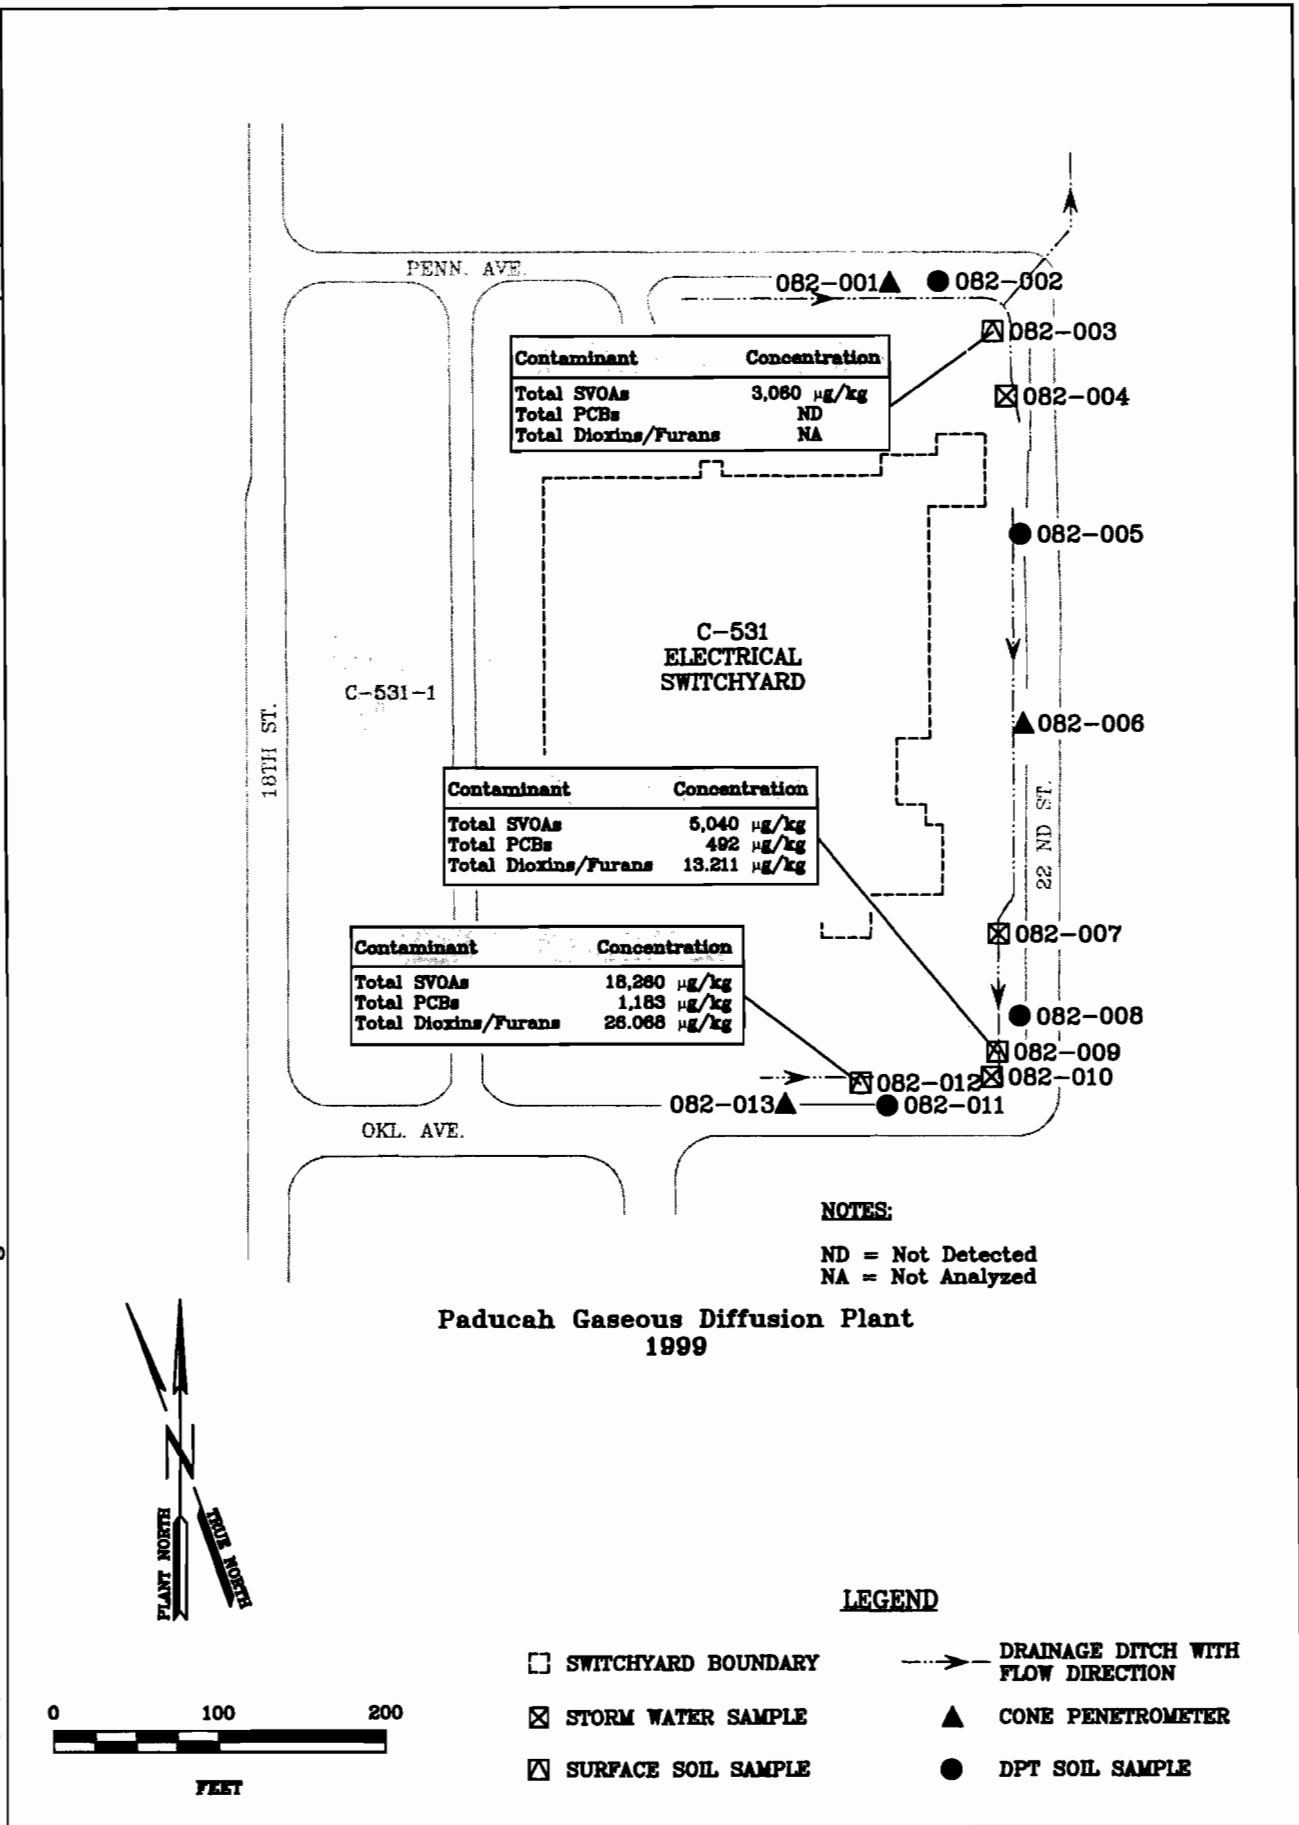 PENN. AVE.
082-001
082-002
082-003
Contaminant Concentration
Total SVOAs 3,060 µg/kg
Total PCBs ND
Total Dioxins/Furans NA
082-004
082-005
C-531
ELECTRICAL
SWITCHYARD
C-531-1
18TH ST.
082-006
22 ND ST.
Contaminant Concentration
Total SVOAs 5,040 µg/kg
Total PCBs 492 µg/kg
Total Dioxins/Furans 13.211 µg/kg
082-007
Contaminant Concentration
Total SVOAs 18,260 µg/kg
Total PCBs 1,183 µg/kg
Total Dioxins/Furans 26.068 µg/kg
082-008
082-009
082-010
082-012
082-013
082-011
OKL. AVE.
NOTES:
ND = Not Detected
NA = Not Analyzed
Paducah Gaseous Diffusion Plant
1999
N
PLANT NORTH
TRUE NORTH
LEGEND
SWITCHYARD BOUNDARY
DRAINAGE DITCH WITH
FLOW DIRECTION
STORM WATER SAMPLE
CONE PENETROMETER
SURFACE SOIL SAMPLE
DPT SOIL SAMPLE
0 100 200
FEET